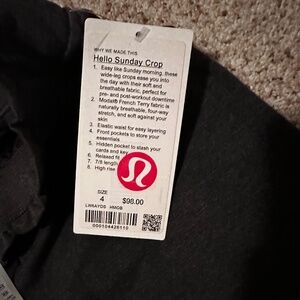 WHY WE MADE THIS
Hello Sunday Crop
1. Easy like Sunday morning, these
wide-leg crops ease you into
the day with their soft and
breathable fabric, perfect for
pre- and post-workout downtime
2. Modal® French Terry fabric is
naturally breathable, four-way
stretch, and soft against your
skin
3. Elastic waist for easy layering
4. Front pockets to store your
essentials
5. Hidden pocket to stash your
cards and key
6. Relaxed fit
7. 7/8 length
8. High rise
SIZE
4 $98.00